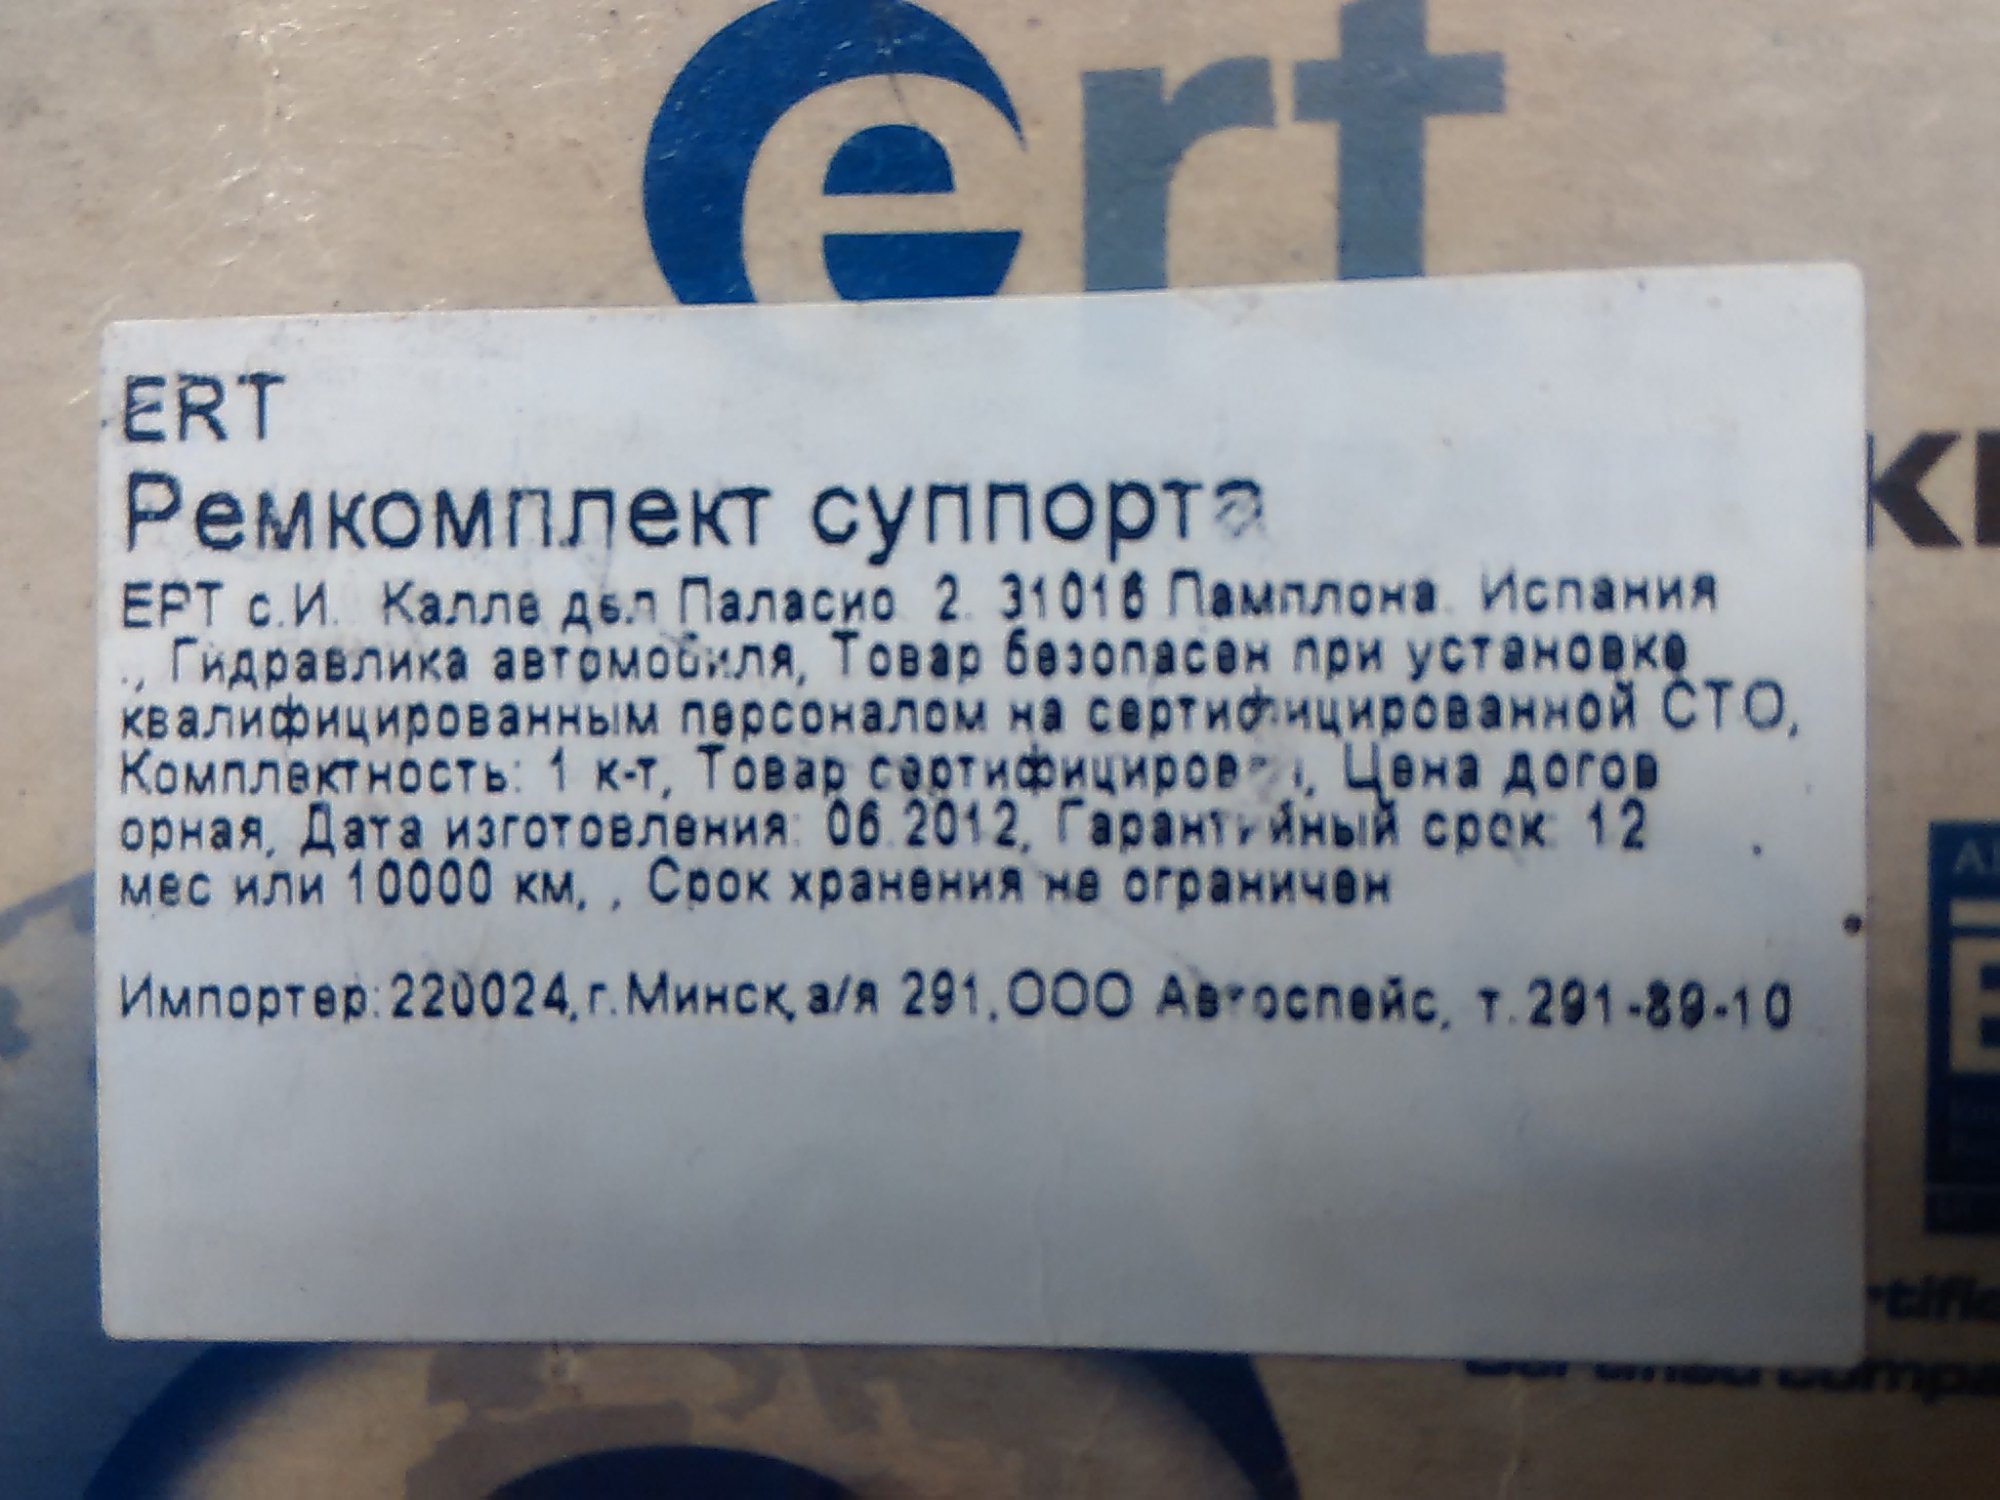 ert
ERT
Ремкомплект суппорта
ЕРТ с.И. Калле дел Паласио 2. 31016 Памплона. Испания
., Гидравлика автомобиля, Товар безопасен при установке
квалифицированным персоналом на сертифицированной СТО,
Комплектность: 1 к-т, Товар сертифицирован, Цена догов
орная, Дата изготовления: 06.2012, Гарантийный срок: 12
мес или 10000 км, , Срок хранения не ограничен
Импортер:220024,г.Минск,а/я 291,ООО Автоспейс, т.291-89-10